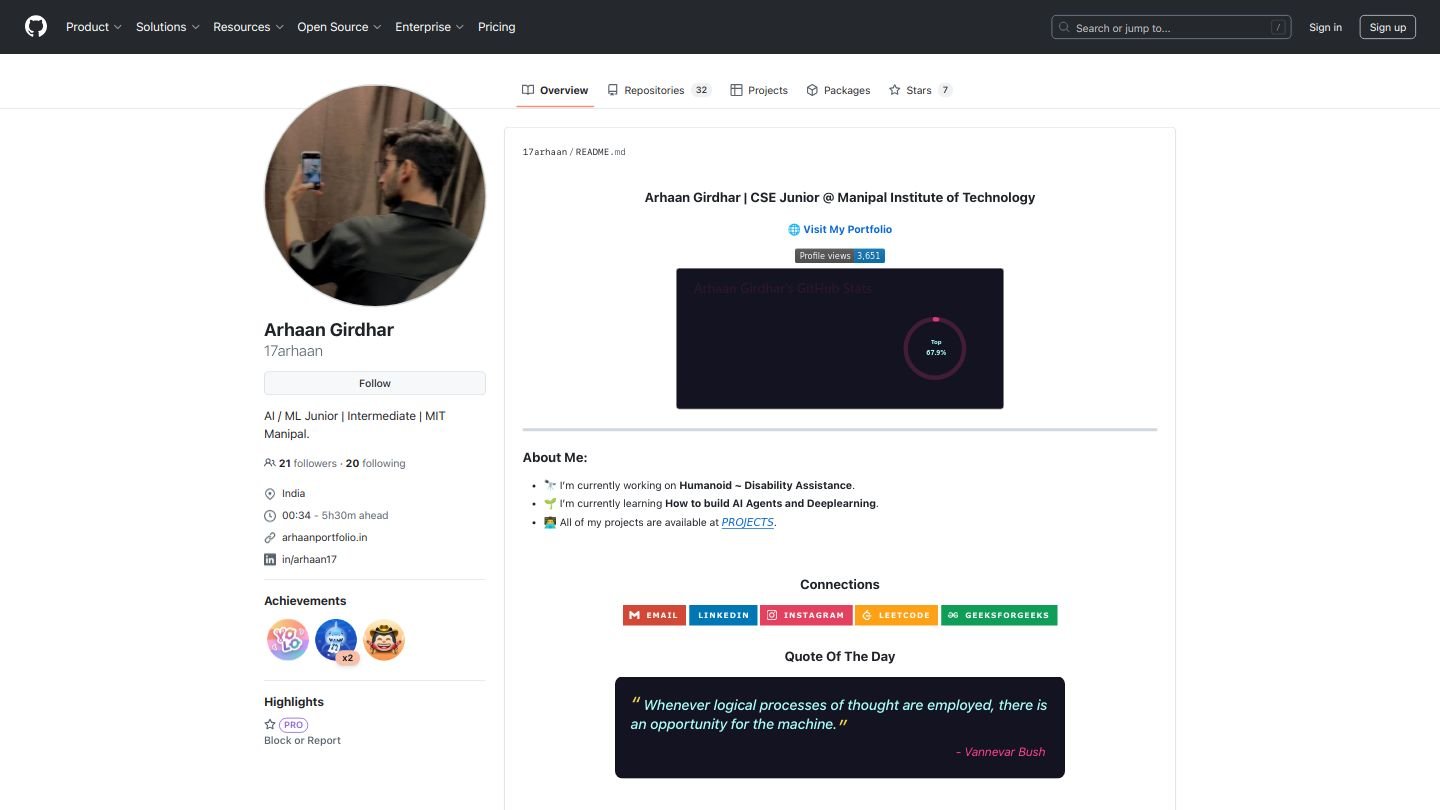 Product
Solutions
Resources
Open Source
Enterprise
Pricing
Search or jump to...
/
Sign in
Sign up
Overview
Repositories 32
Projects
Packages
Stars 7
Arhaan Girdhar
17arhaan
Follow
AI / ML Junior | Intermediate | MIT
Manipal.
21 followers · 20 following
India
00:34 - 5h30m ahead
arhaanportfolio.in
in/arhaan17
Achievements
YOLO
x2
Highlights
PRO
Block or Report
17arhaan/README.md
Arhaan Girdhar | CSE Junior @ Manipal Institute of Technology
🌐 Visit My Portfolio
Profile views 3,651
Arhaan Girdhar's GitHub Stats
Top
67.9%
About Me:
• 🔭 I'm currently working on Humanoid ~ Disability Assistance.
• 🌱 I'm currently learning How to build AI Agents and Deeplearning.
• 👨‍💻 All of my projects are available at PROJECTS.
Connections
EMAIL
LINKEDIN
INSTAGRAM
LEETCODE
GEEKSFORGEEKS
Quote Of The Day
“ Whenever logical processes of thought are employed, there is
an opportunity for the machine.”
- Vannevar Bush